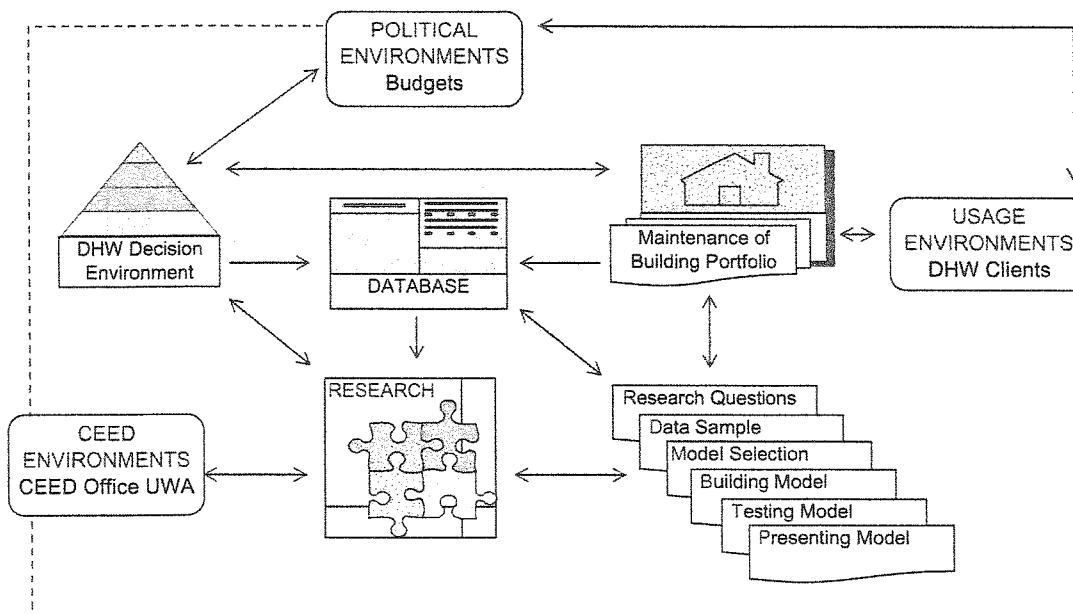 POLITICAL
ENVIRONMENTS
Budgets
DHW Decision
Environment
DATABASE
Maintenance of
Building Portfolio
USAGE
ENVIRONMENTS
DHW Clients
CEED
ENVIRONMENTS
CEED Office UWA
RESEARCH
Research Questions
Data Sample
Model Selection
Building Model
Testing Model
Presenting Model